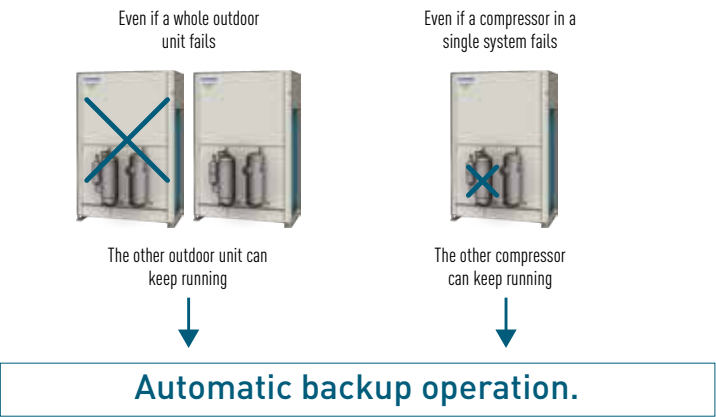 Even if a whole outdoor
unit fails
Even if a compressor in a
single system fails
The other outdoor unit can
keep running
The other compressor
can keep running
Automatic backup operation.